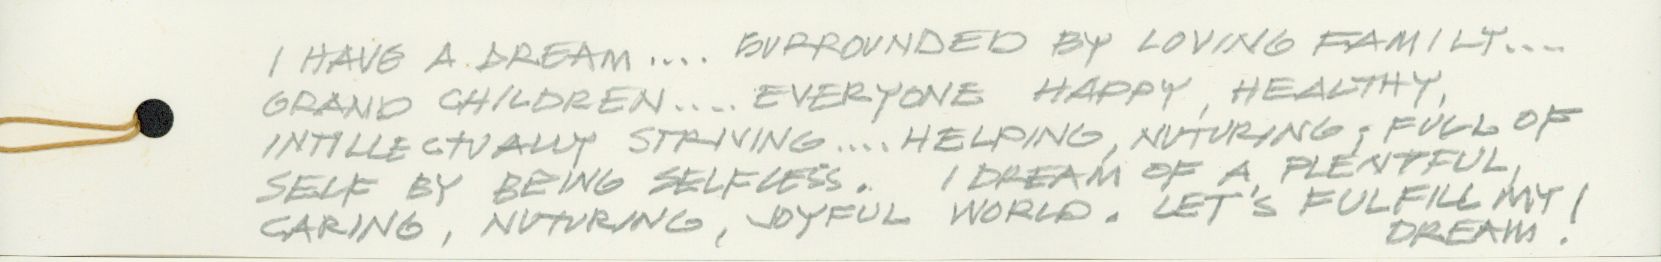 I HAVE A DREAM.... SURROUNDED BY LOVING FAMILY....
GRAND CHILDREN.... EVERYONE HAPPY, HEALTHY,
INTILLECTUALLY STRIVING.... HELPING, NUTURING, FULL OF
SELF BY BEING SELFLESS. I DREAM OF A PLENTFUL,
CARING, NUTURING, JOYFUL WORLD. LET'S FULFILL MY
DREAM!